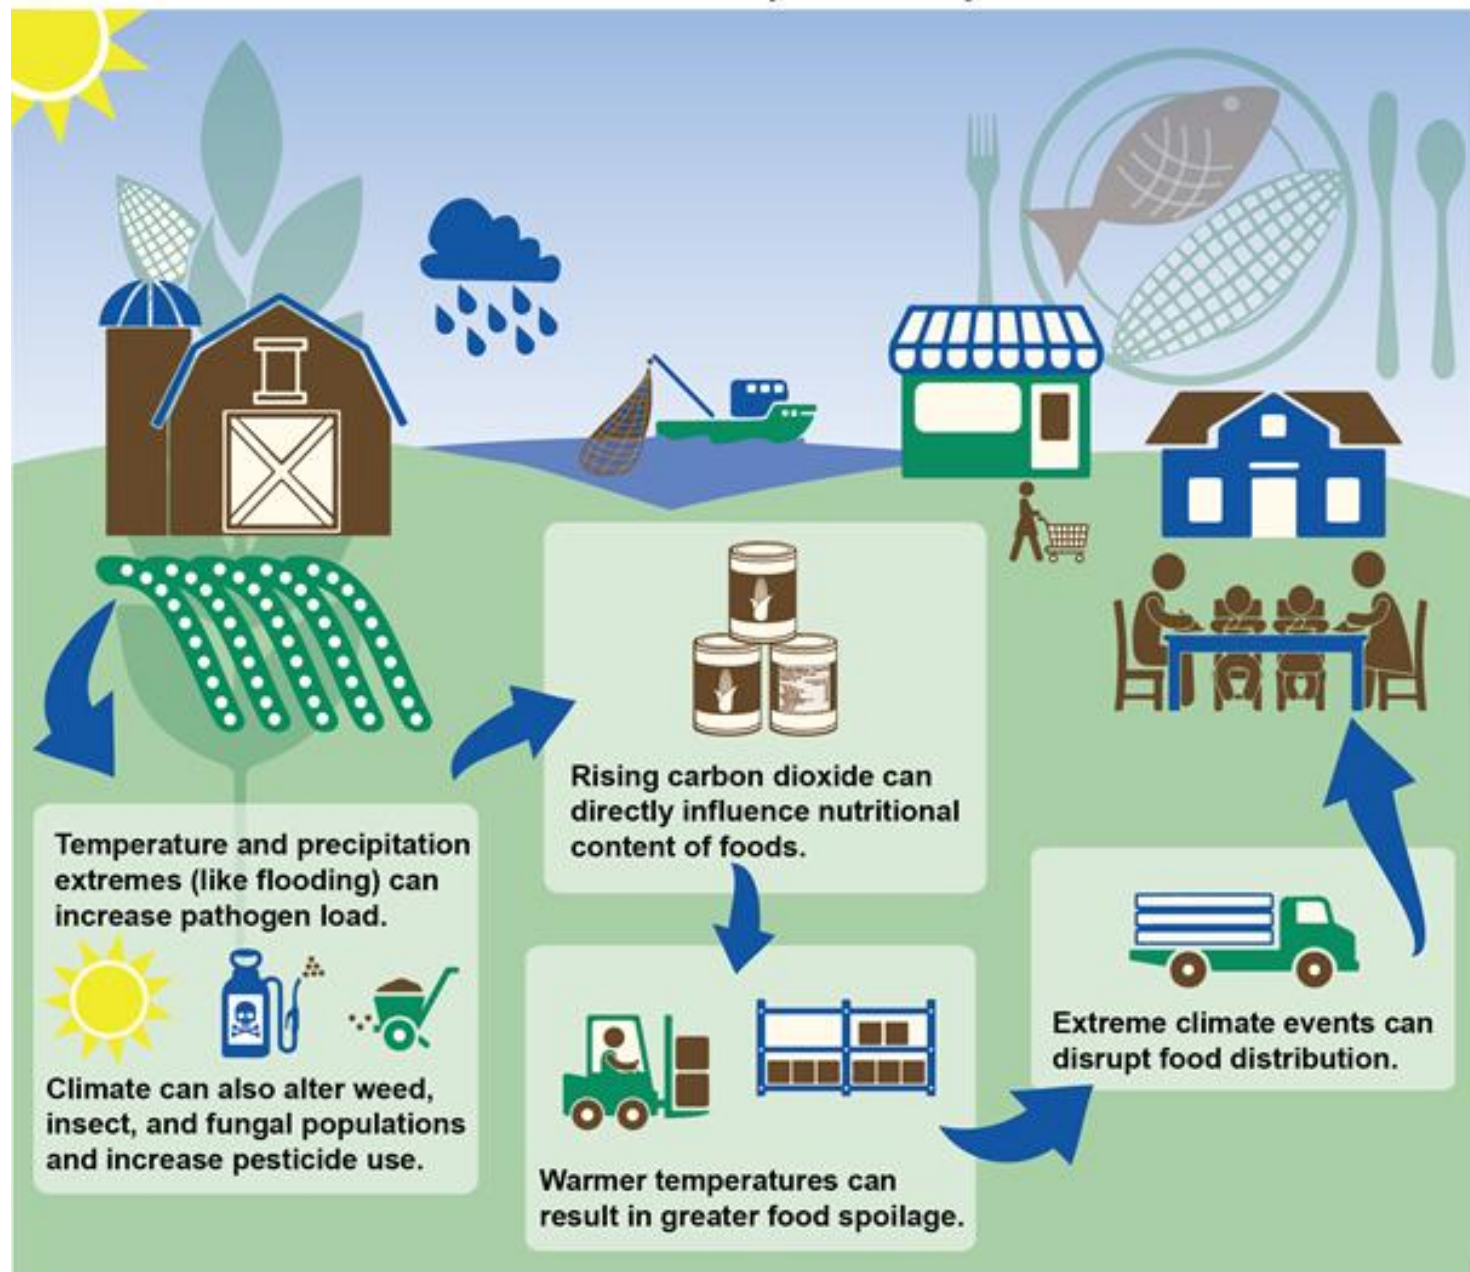 Temperature and precipitation
extremes (like flooding) can
increase pathogen load.
Climate can also alter weed,
insect, and fungal populations
and increase pesticide use.
Rising carbon dioxide can
directly influence nutritional
content of foods.
Warmer temperatures can
result in greater food spoilage.
Extreme climate events can
disrupt food distribution.